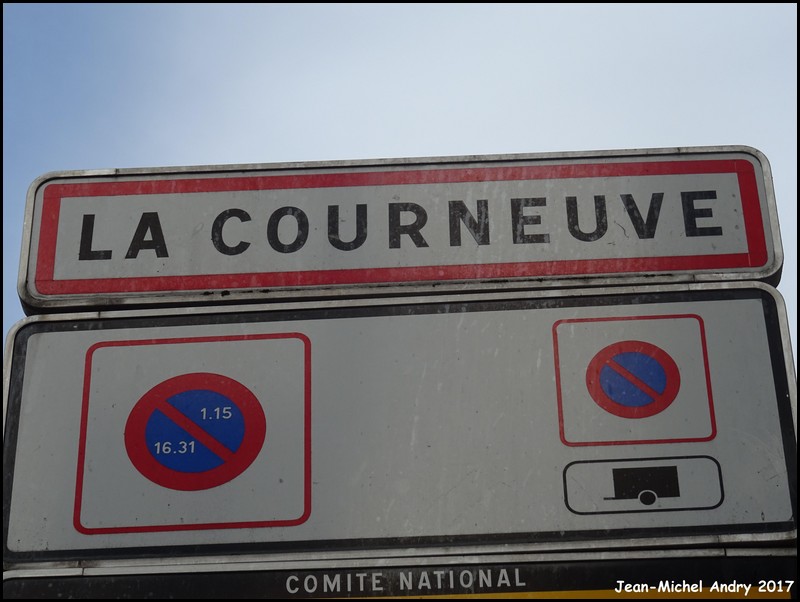 LA COURNEUVE
1.15
16.31
COMITE NATIONAL
Jean-Michel Andry 2017